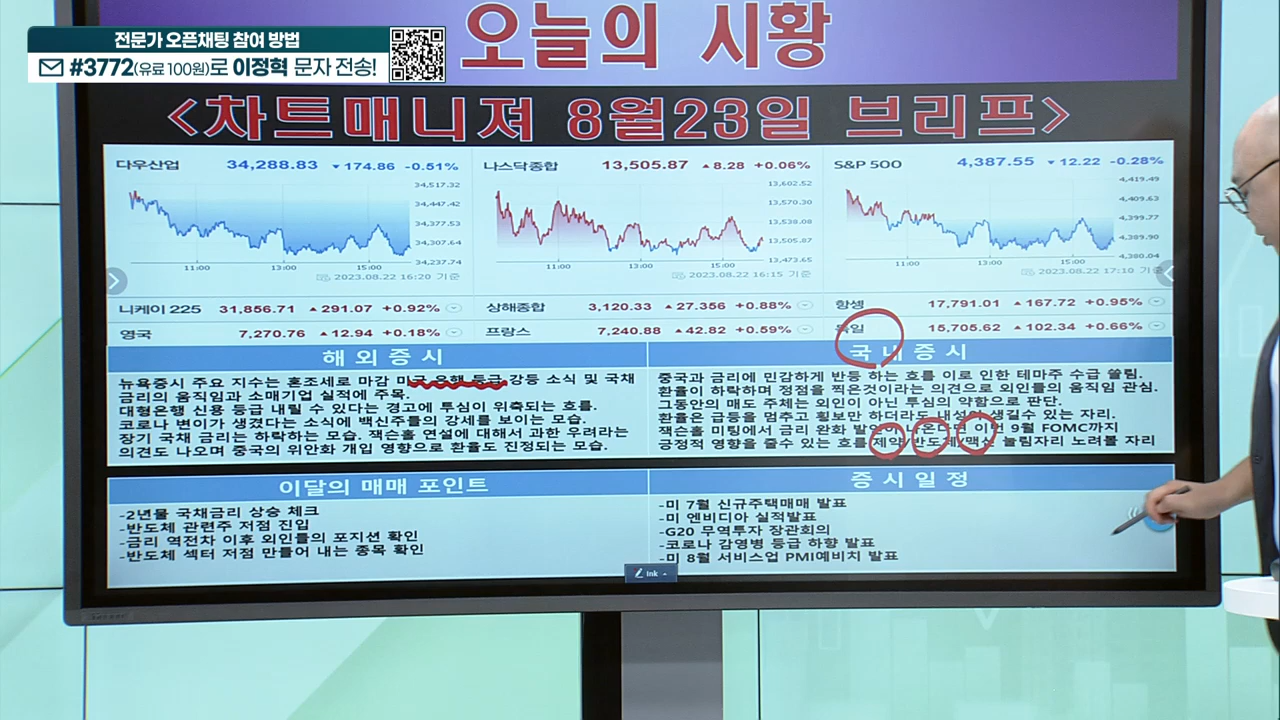 전문가 오픈채팅 참여 방법
#3772(유료 100원)로 이정혁 문자 전송!
오늘의 시황
<차트매니져 8월23일 브리프>
다우산업 34,288.83 ▼174.86 -0.51%
34,517.32
34,447.42
34,377.53
34,307.64
34,237.74
11:00 13:00 15:00
2023.08.22 16:20 기준
나스닥종합 13,505.87 ▲8.28 +0.06%
13,602.52
13,570.30
13,538.08
13,505.87
13,473.65
11:00 13:00 15:00
2023.08.22 16:15 기준
S&P 500 4,387.55 ▼12.22 -0.28%
4,419.49
4,409.63
4,399.77
4,389.90
4,380.04
11:00 13:00 15:00
2023.08.22 17:10 기준
니케이 225 31,856.71 ▲291.07 +0.92%
상해종합 3,120.33 ▲27.356 +0.88%
항셍 17,791.01 ▲167.72 +0.95%
영국 7,270.76 ▲12.94 +0.18%
프랑스 7,240.88 ▲42.82 +0.59%
독일 15,705.62 ▲102.34 +0.66%
해외증시
뉴욕증시 주요 지수는 혼조세로 마감 미국 은행 등급 강등 소식 및 국채
금리의 움직임과 소매기업 실적에 주목.
대형은행 신용 등급 내릴 수 있다는 경고에 투심이 위축되는 흐름.
코로나 변이가 생겼다는 소식에 백신주들의 강세를 보이는 모습.
장기 국채 금리는 하락하는 모습. 잭슨홀 연설에 대해서 과한 우려라는
의견도 나오며 중국의 위안화 개입 영향으로 환율도 진정되는 모습.
국내증시
중국과 금리에 민감하게 반등 하는 흐름 이로 인한 테마주 수급 쏠림.
환율이 하락하며 정점을 찍은것이라는 의견으로 외인들의 움직임 관심.
그동안의 매도 주체는 외인이 아닌 투심의 약함으로 판단.
환율은 급등을 멈추고 횡보만 하더라도 내성이 생길수 있는 자리.
잭슨홀 미팅에서 금리 완화 발언이 나온다면 이번 9월 FOMC까지
긍정적 영향을 줄수 있는 흐름 제약/반도체/맥신 눌림자리 노려볼 자리
이달의 매매 포인트
-2년물 국채금리 상승 체크
-반도체 관련주 저점 진입
-금리 역전차 이후 외인들의 포지션 확인
-반도체 섹터 저점 만들어 내는 종목 확인
증시일정
-미 7월 신규주택매매 발표
-미 엔비디아 실적발표
-G20 무역투자 장관회의
-코로나 감영병 등급 하향 발표
-미 8월 서비스업 PMI예비치 발표
Ink